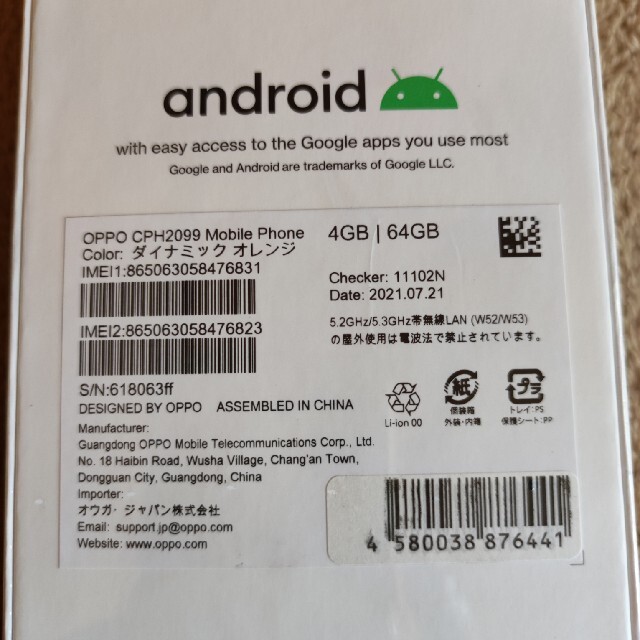 android
with easy access to the Google apps you use most
Google and Android are trademarks of Google LLC.
OPPO CPH2099 Mobile Phone 4GB | 64GB
Color: ダイナミック オレンジ
IMEI1:865063058476831
Checker: 11102N
Date: 2021.07.21
IMEI2:865063058476823
5.2GHz/5.3GHz帯無線LAN (W52/W53)
の屋外使用は電波法で禁止されています。
S/N:618063ff
DESIGNED BY OPPO ASSEMBLED IN CHINA
Li-ion 00
紙
個装箱
外装・内箱
プラ
トレイ:PS
保護シート:PP
Manufacturer:
Guangdong OPPO Mobile Telecommunications Corp., Ltd.
No. 18 Haibin Road, Wusha Village, Chang'an Town,
Dongguan City, Guangdong, China
Importer:
オウガ・ジャパン株式会社
Email: support.jp@oppo.com
Website: www.oppo.com
4 580038 876441